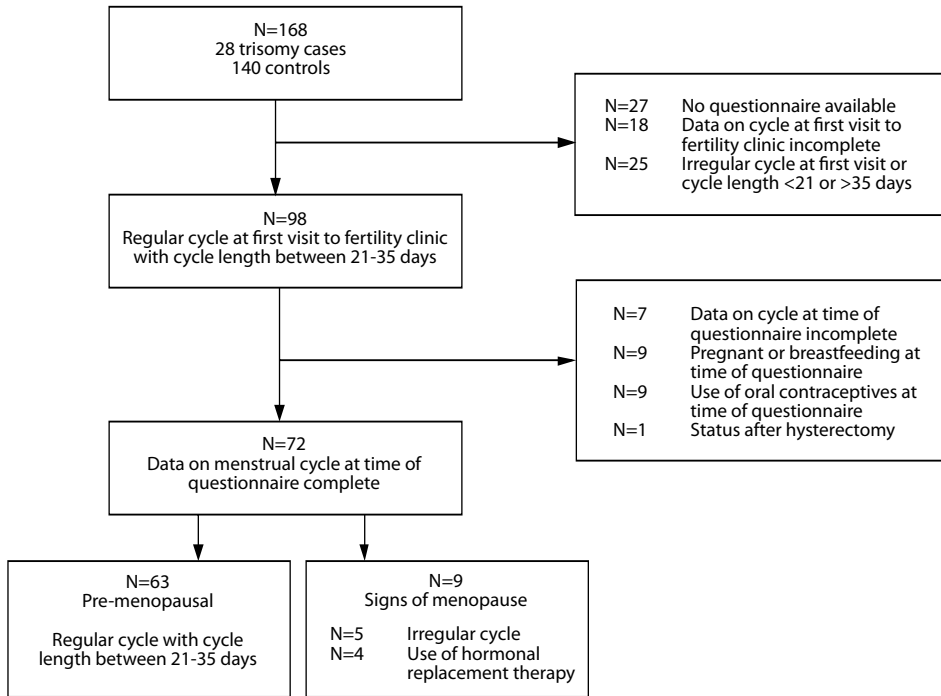 N=168
28 trisomy cases
140 controls
N=27 No questionnaire available
N=18 Data on cycle at first visit to
fertility clinic incomplete
N=25 Irregular cycle at first visit or
cycle length <21 or >35 days
N=98
Regular cycle at first visit to fertility clinic
with cycle length between 21-35 days
N=7 Data on cycle at time of
questionnaire incomplete
N=9 Pregnant or breastfeeding at
time of questionnaire
N=9 Use of oral contraceptives at
time of questionnaire
N=1 Status after hysterectomy
N=72
Data on menstrual cycle at time of
questionnaire complete
N=63
Pre-menopausal
Regular cycle with cycle
length between 21-35 days
N=9
Signs of menopause
N=5 Irregular cycle
N=4 Use of hormonal
replacement therapy